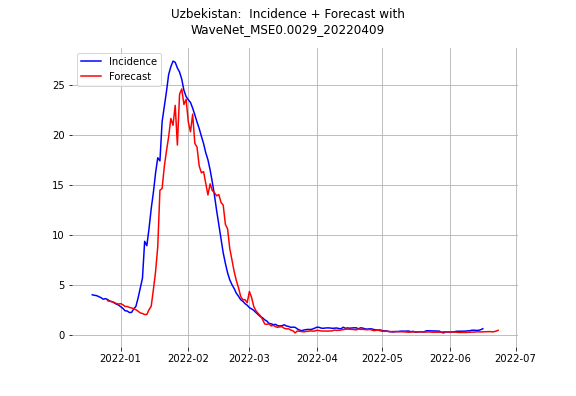 Uzbekistan:  Incidence + Forecast with
WaveNet_MSE0.0029_20220409
Incidence
Forecast
25
20
15
10
5
0
2022-01 2022-02 2022-03 2022-04 2022-05 2022-06 2022-07